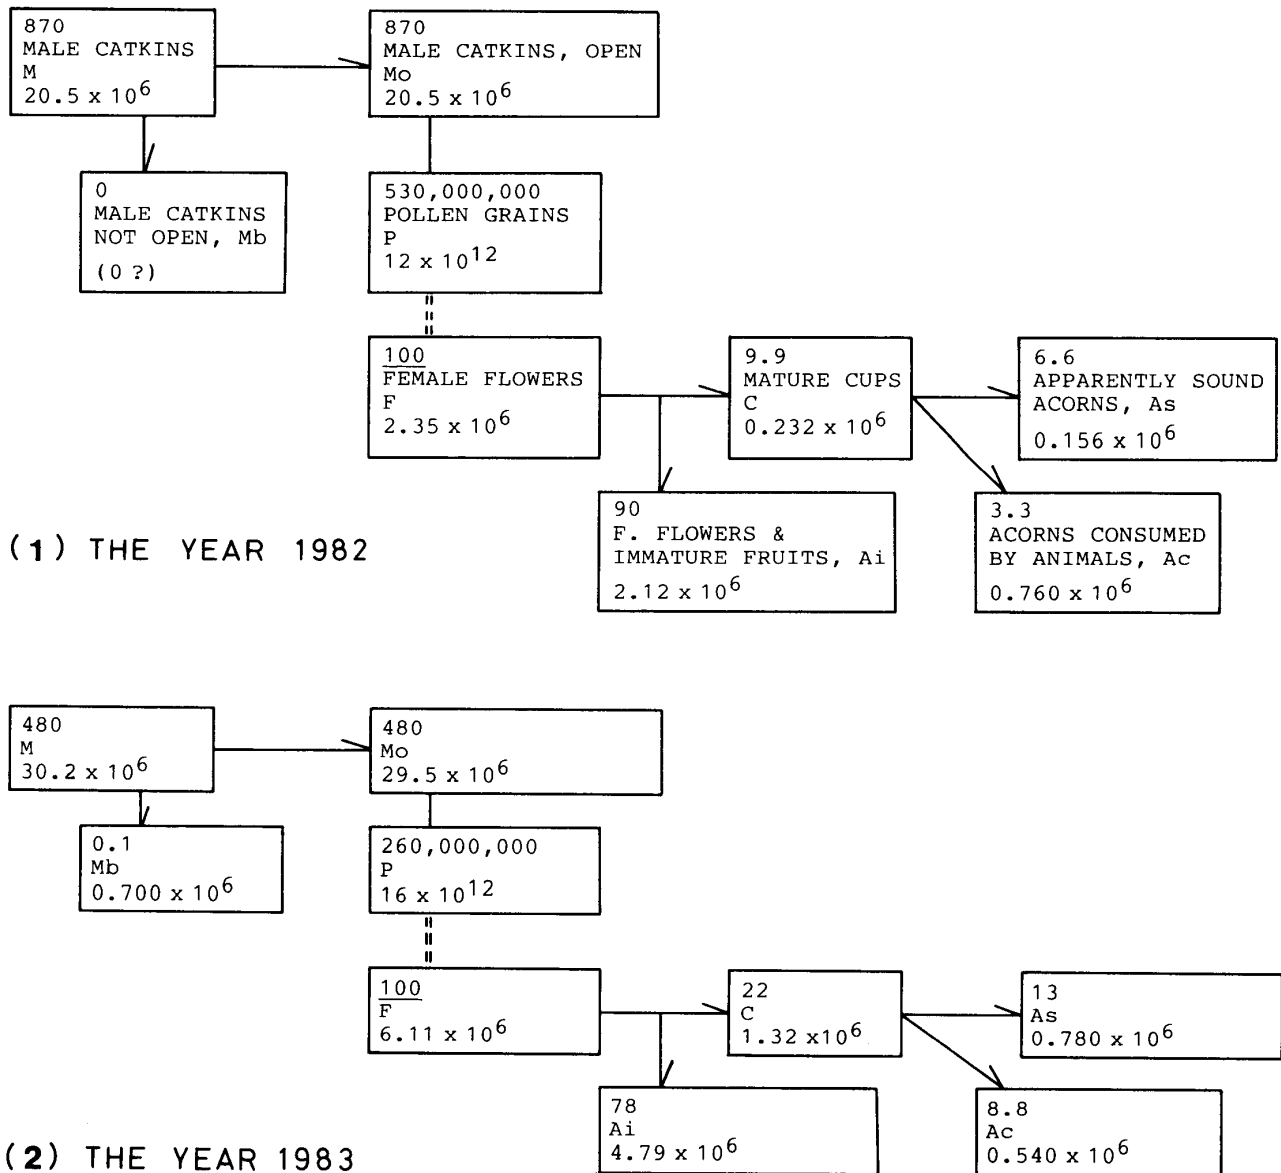 870
MALE CATKINS
M
20.5 x 10^6
870
MALE CATKINS, OPEN
Mo
20.5 x 10^6
0
MALE CATKINS
NOT OPEN, Mb
(0 ?)
530,000,000
POLLEN GRAINS
P
12 x 10^12
100
FEMALE FLOWERS
F
2.35 x 10^6
9.9
MATURE CUPS
C
0.232 x 10^6
6.6
APPARENTLY SOUND
ACORNS, As
0.156 x 10^6
90
F. FLOWERS &
IMMATURE FRUITS, Ai
2.12 x 10^6
3.3
ACORNS CONSUMED
BY ANIMALS, Ac
0.760 x 10^6
(1) THE YEAR 1982
480
M
30.2 x 10^6
480
Mo
29.5 x 10^6
0.1
Mb
0.700 x 10^6
260,000,000
P
16 x 10^12
100
F
6.11 x 10^6
22
C
1.32 x10^6
13
As
0.780 x 10^6
78
Ai
4.79 x 10^6
8.8
Ac
0.540 x 10^6
(2) THE YEAR 1983